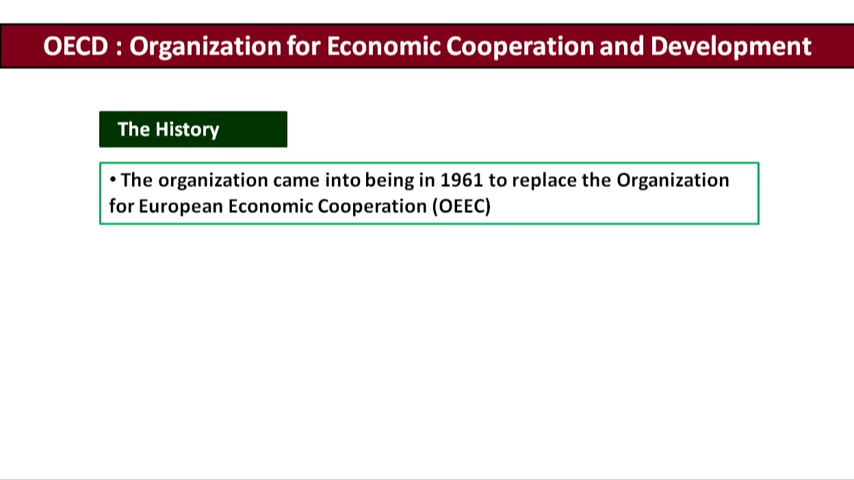 OECD : Organization for Economic Cooperation and Development
The History
• The organization came into being in 1961 to replace the Organization
for European Economic Cooperation (OEEC)